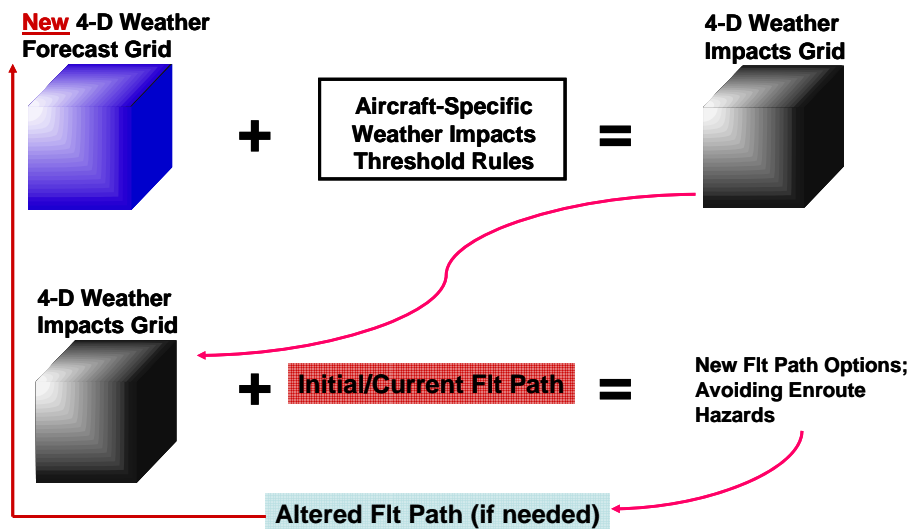 New 4-D Weather
Forecast Grid
+
Aircraft-Specific
Weather Impacts
Threshold Rules
=
4-D Weather
Impacts Grid
4-D Weather
Impacts Grid
+
Initial/Current Flt Path
=
New Flt Path Options;
Avoiding Enroute
Hazards
Altered Flt Path (if needed)